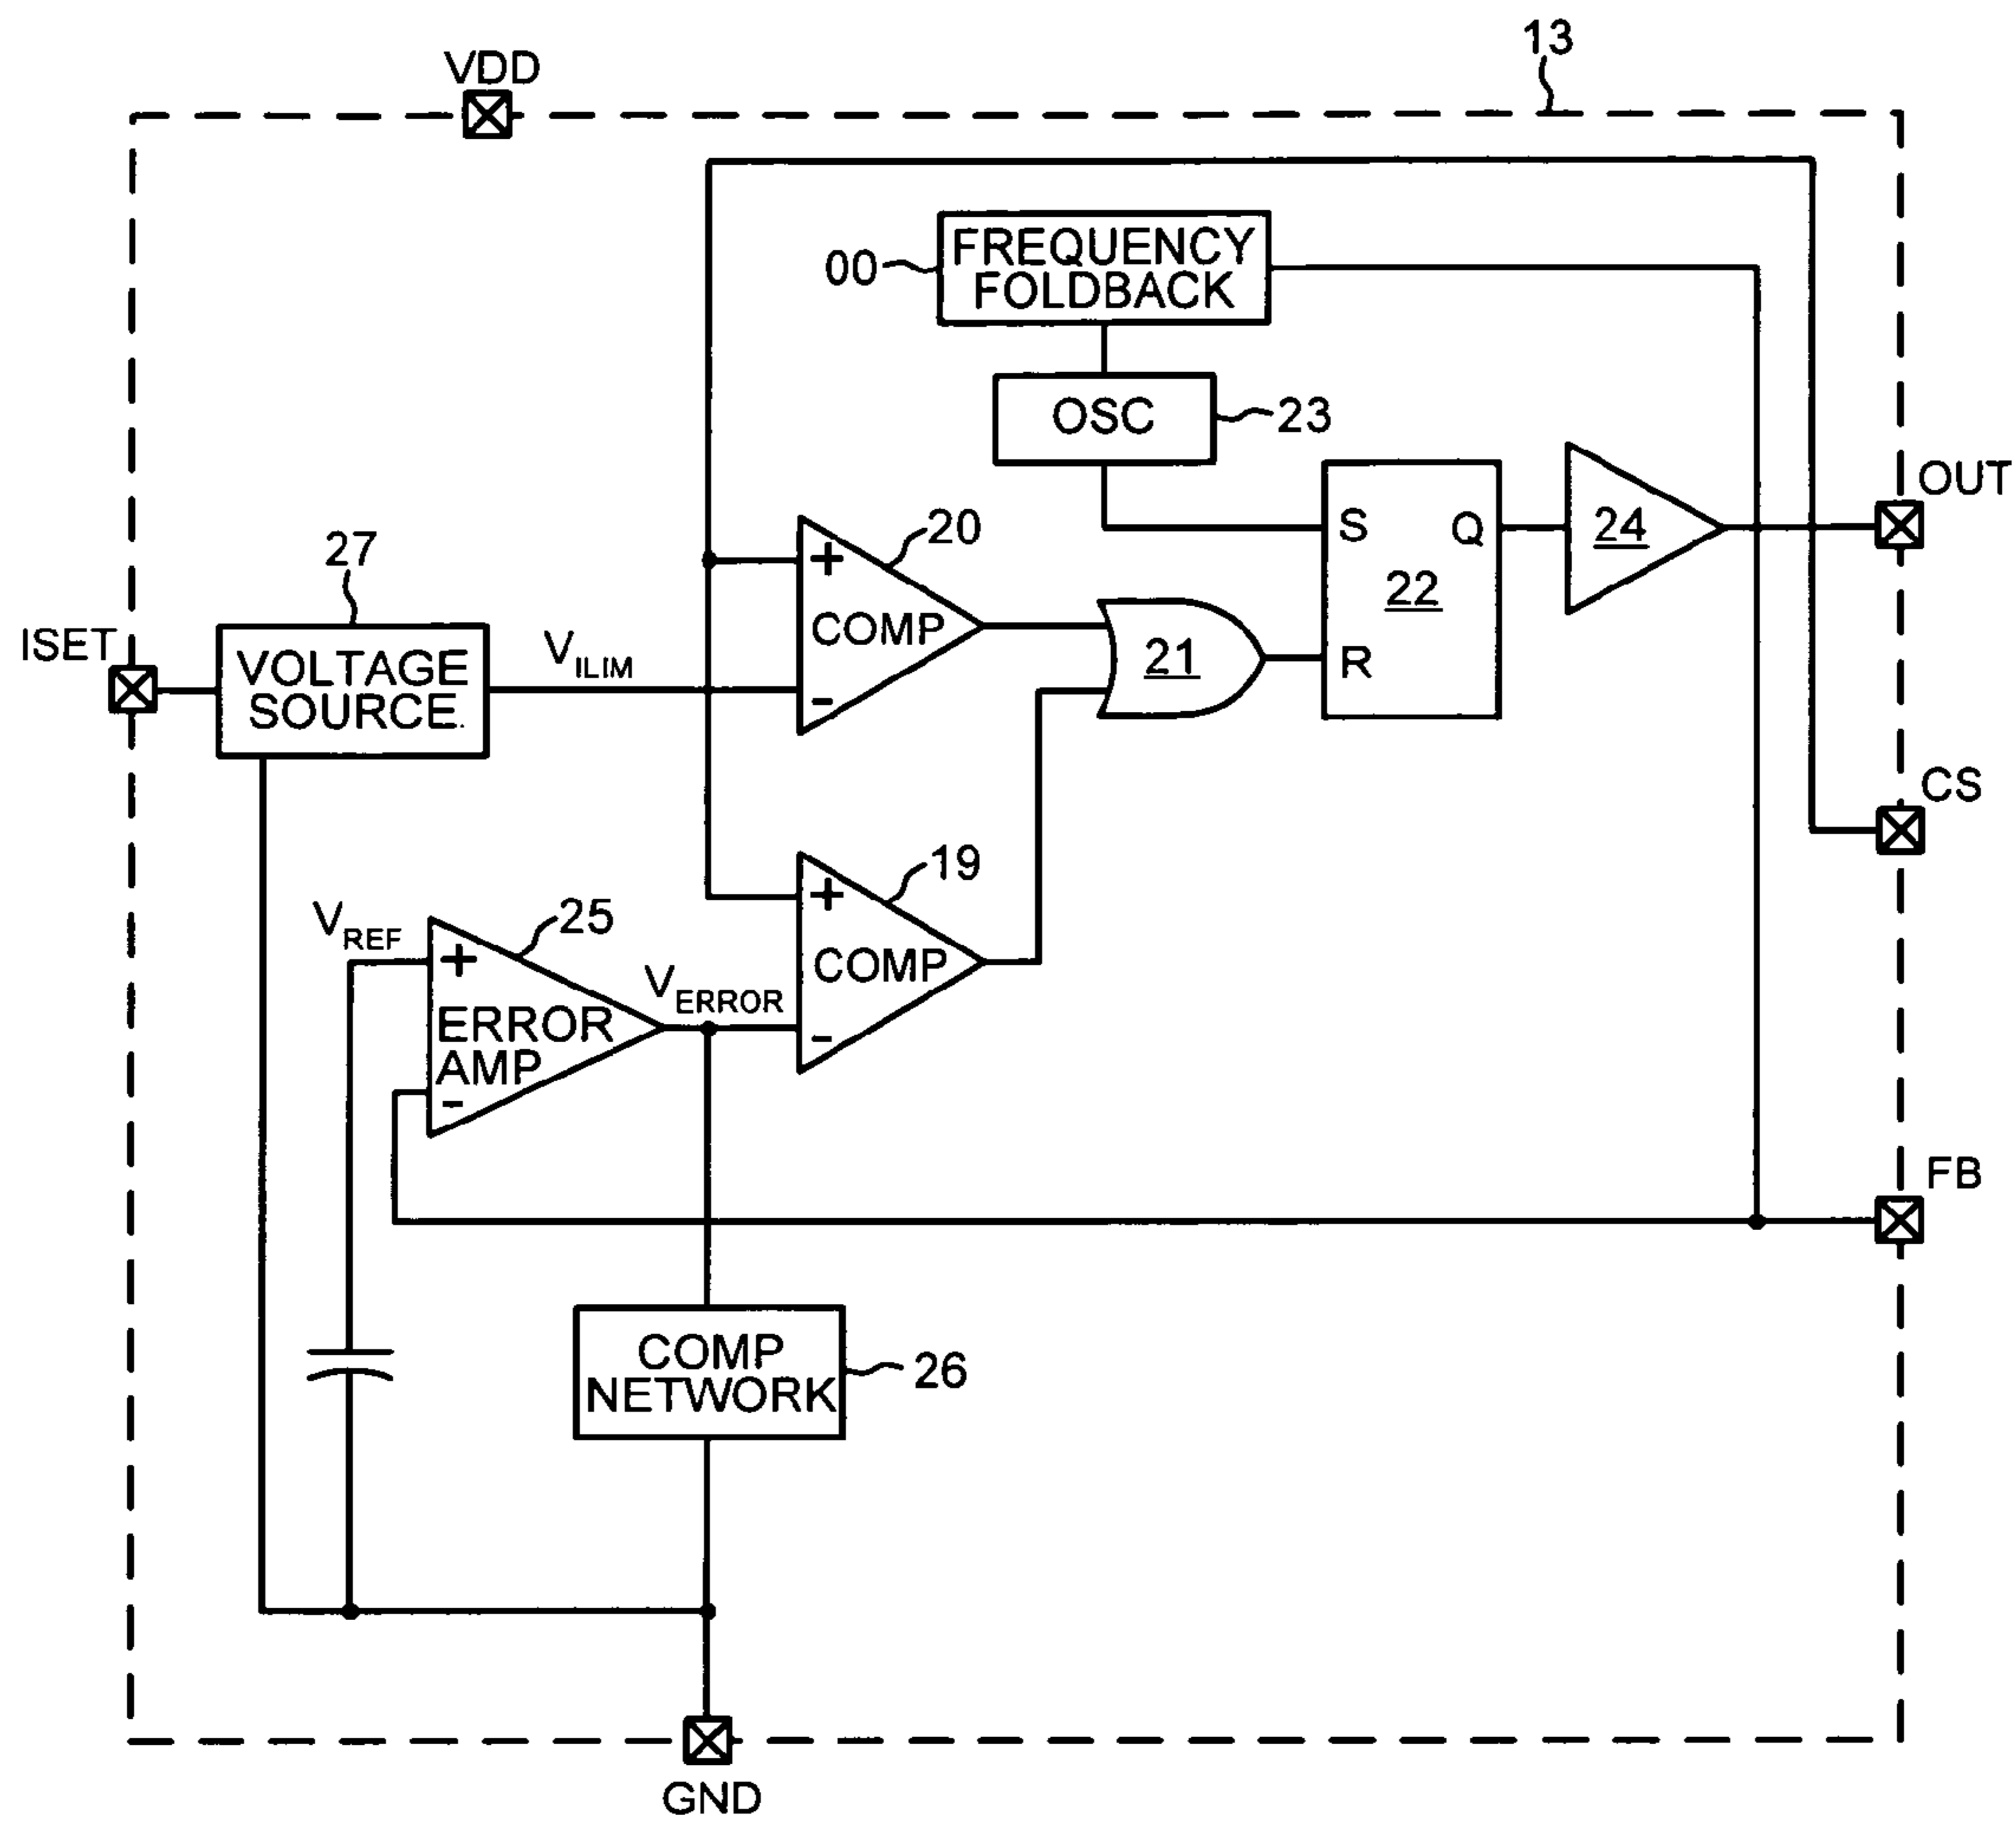 13
VDD
FREQUENCY
FOLDBACK
00
OSC
23
OUT
S
Q
24
20
+
COMP
-
22
R
21
27
ISET
VOLTAGE
SOURCE.
VILIM
CS
19
+
COMP
-
25
VREF
+
ERROR
AMP
-
VERROR
FB
COMP
NETWORK
26
GND